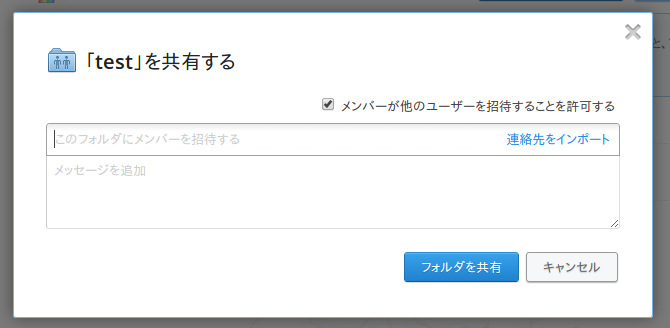 「test」を共有する
メンバーが他のユーザーを招待することを許可する
このフォルダにメンバーを招待する 連絡先をインポート
メッセージを追加
フォルダを共有 キャンセル